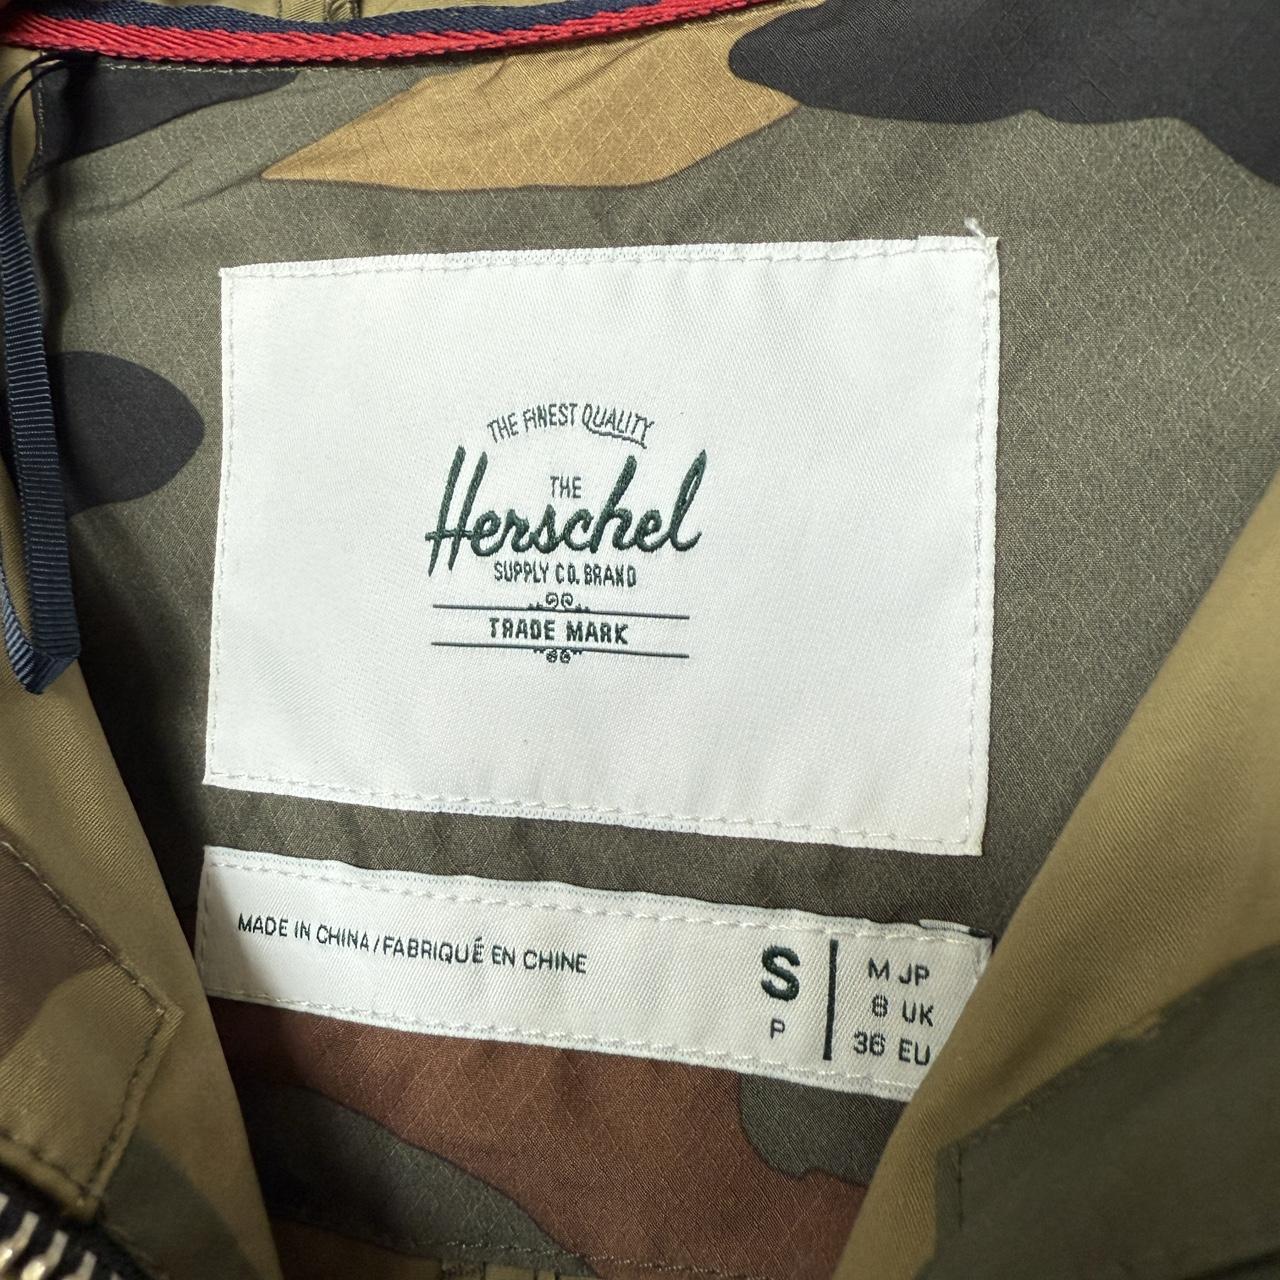 THE FINEST QUALITY
THE
Herschel
SUPPLY CO. BRAND
TRADE MARK
MADE IN CHINA/FABRIQUÉ EN CHINE
S
P
M JP
8 UK
36 EU